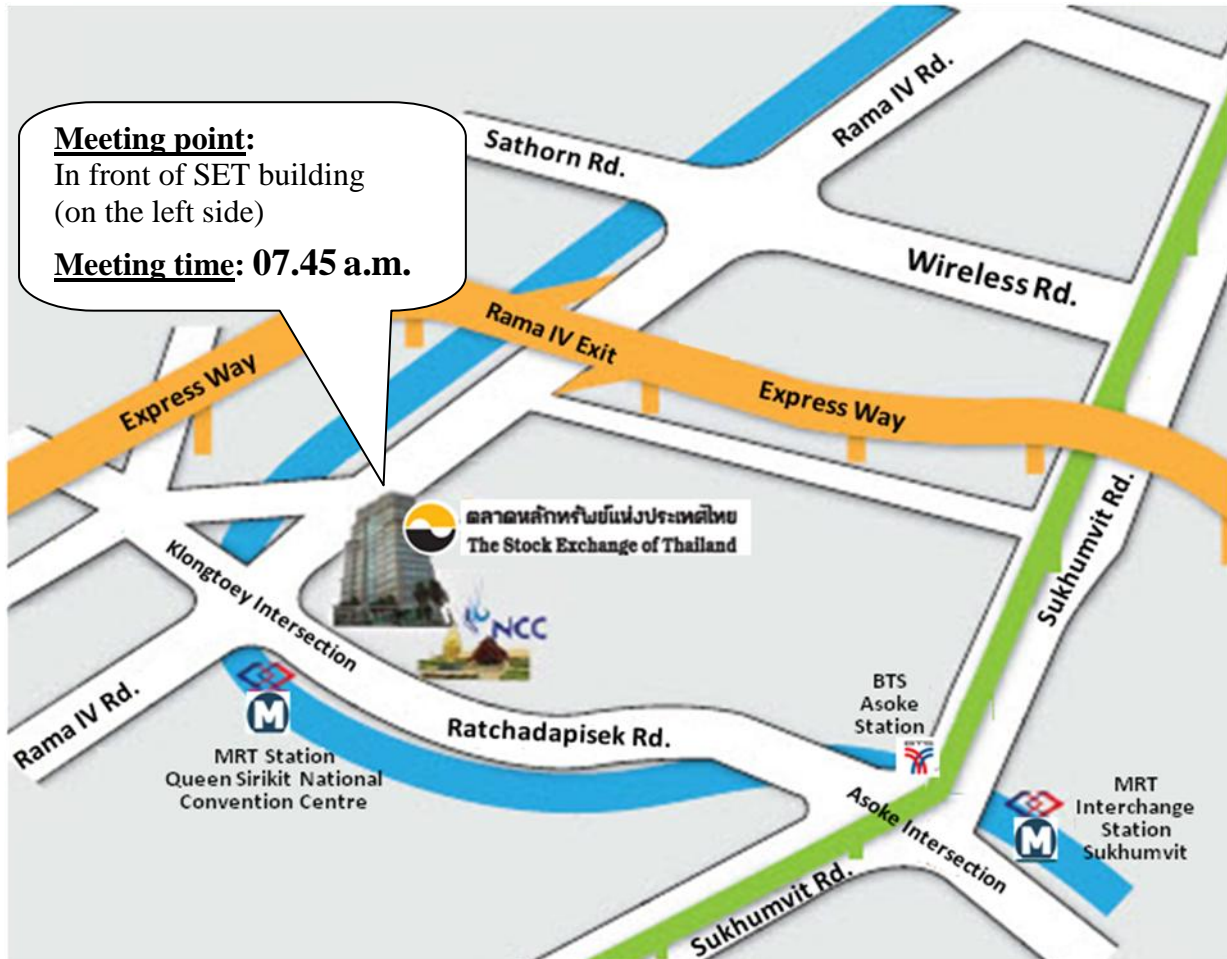 Meeting point:
In front of SET building
(on the left side)
Meeting time: 07.45 a.m.
Sathorn Rd.
Rama IV Rd.
Wireless Rd.
Rama IV Exit
Express Way
Express Way
Sukhumvit Rd.
ตลาดหลักทรัพย์แห่งประเทศไทย
The Stock Exchange of Thailand
Klongtoey Intersection
NCC
Rama IV Rd.
MRT Station
Queen Sirikit National
Convention Centre
Ratchadapisek Rd.
BTS
Asoke
Station
BTS
Asoke Intersection
M
M
MRT
Interchange
Station
Sukhumvit
Sukhumvit Rd.